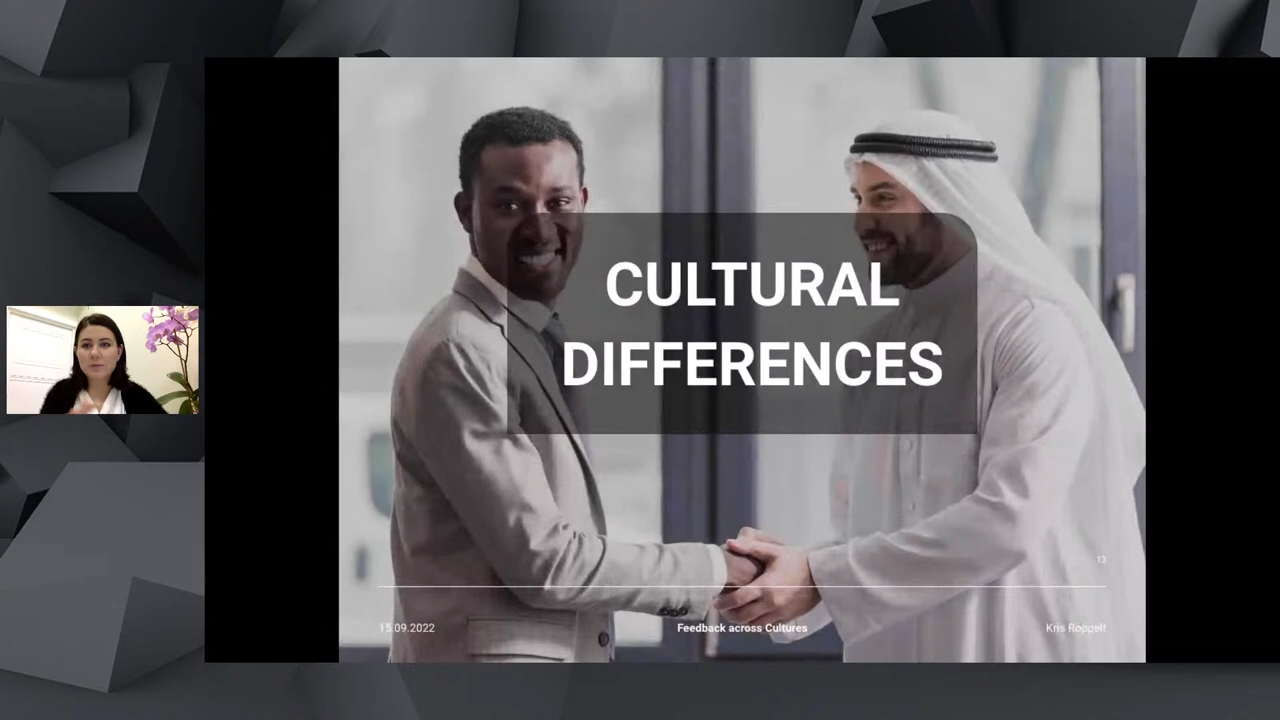 CULTURAL
DIFFERENCES
13
15.09.2022
Feedback across Cultures
Kris Roppelt